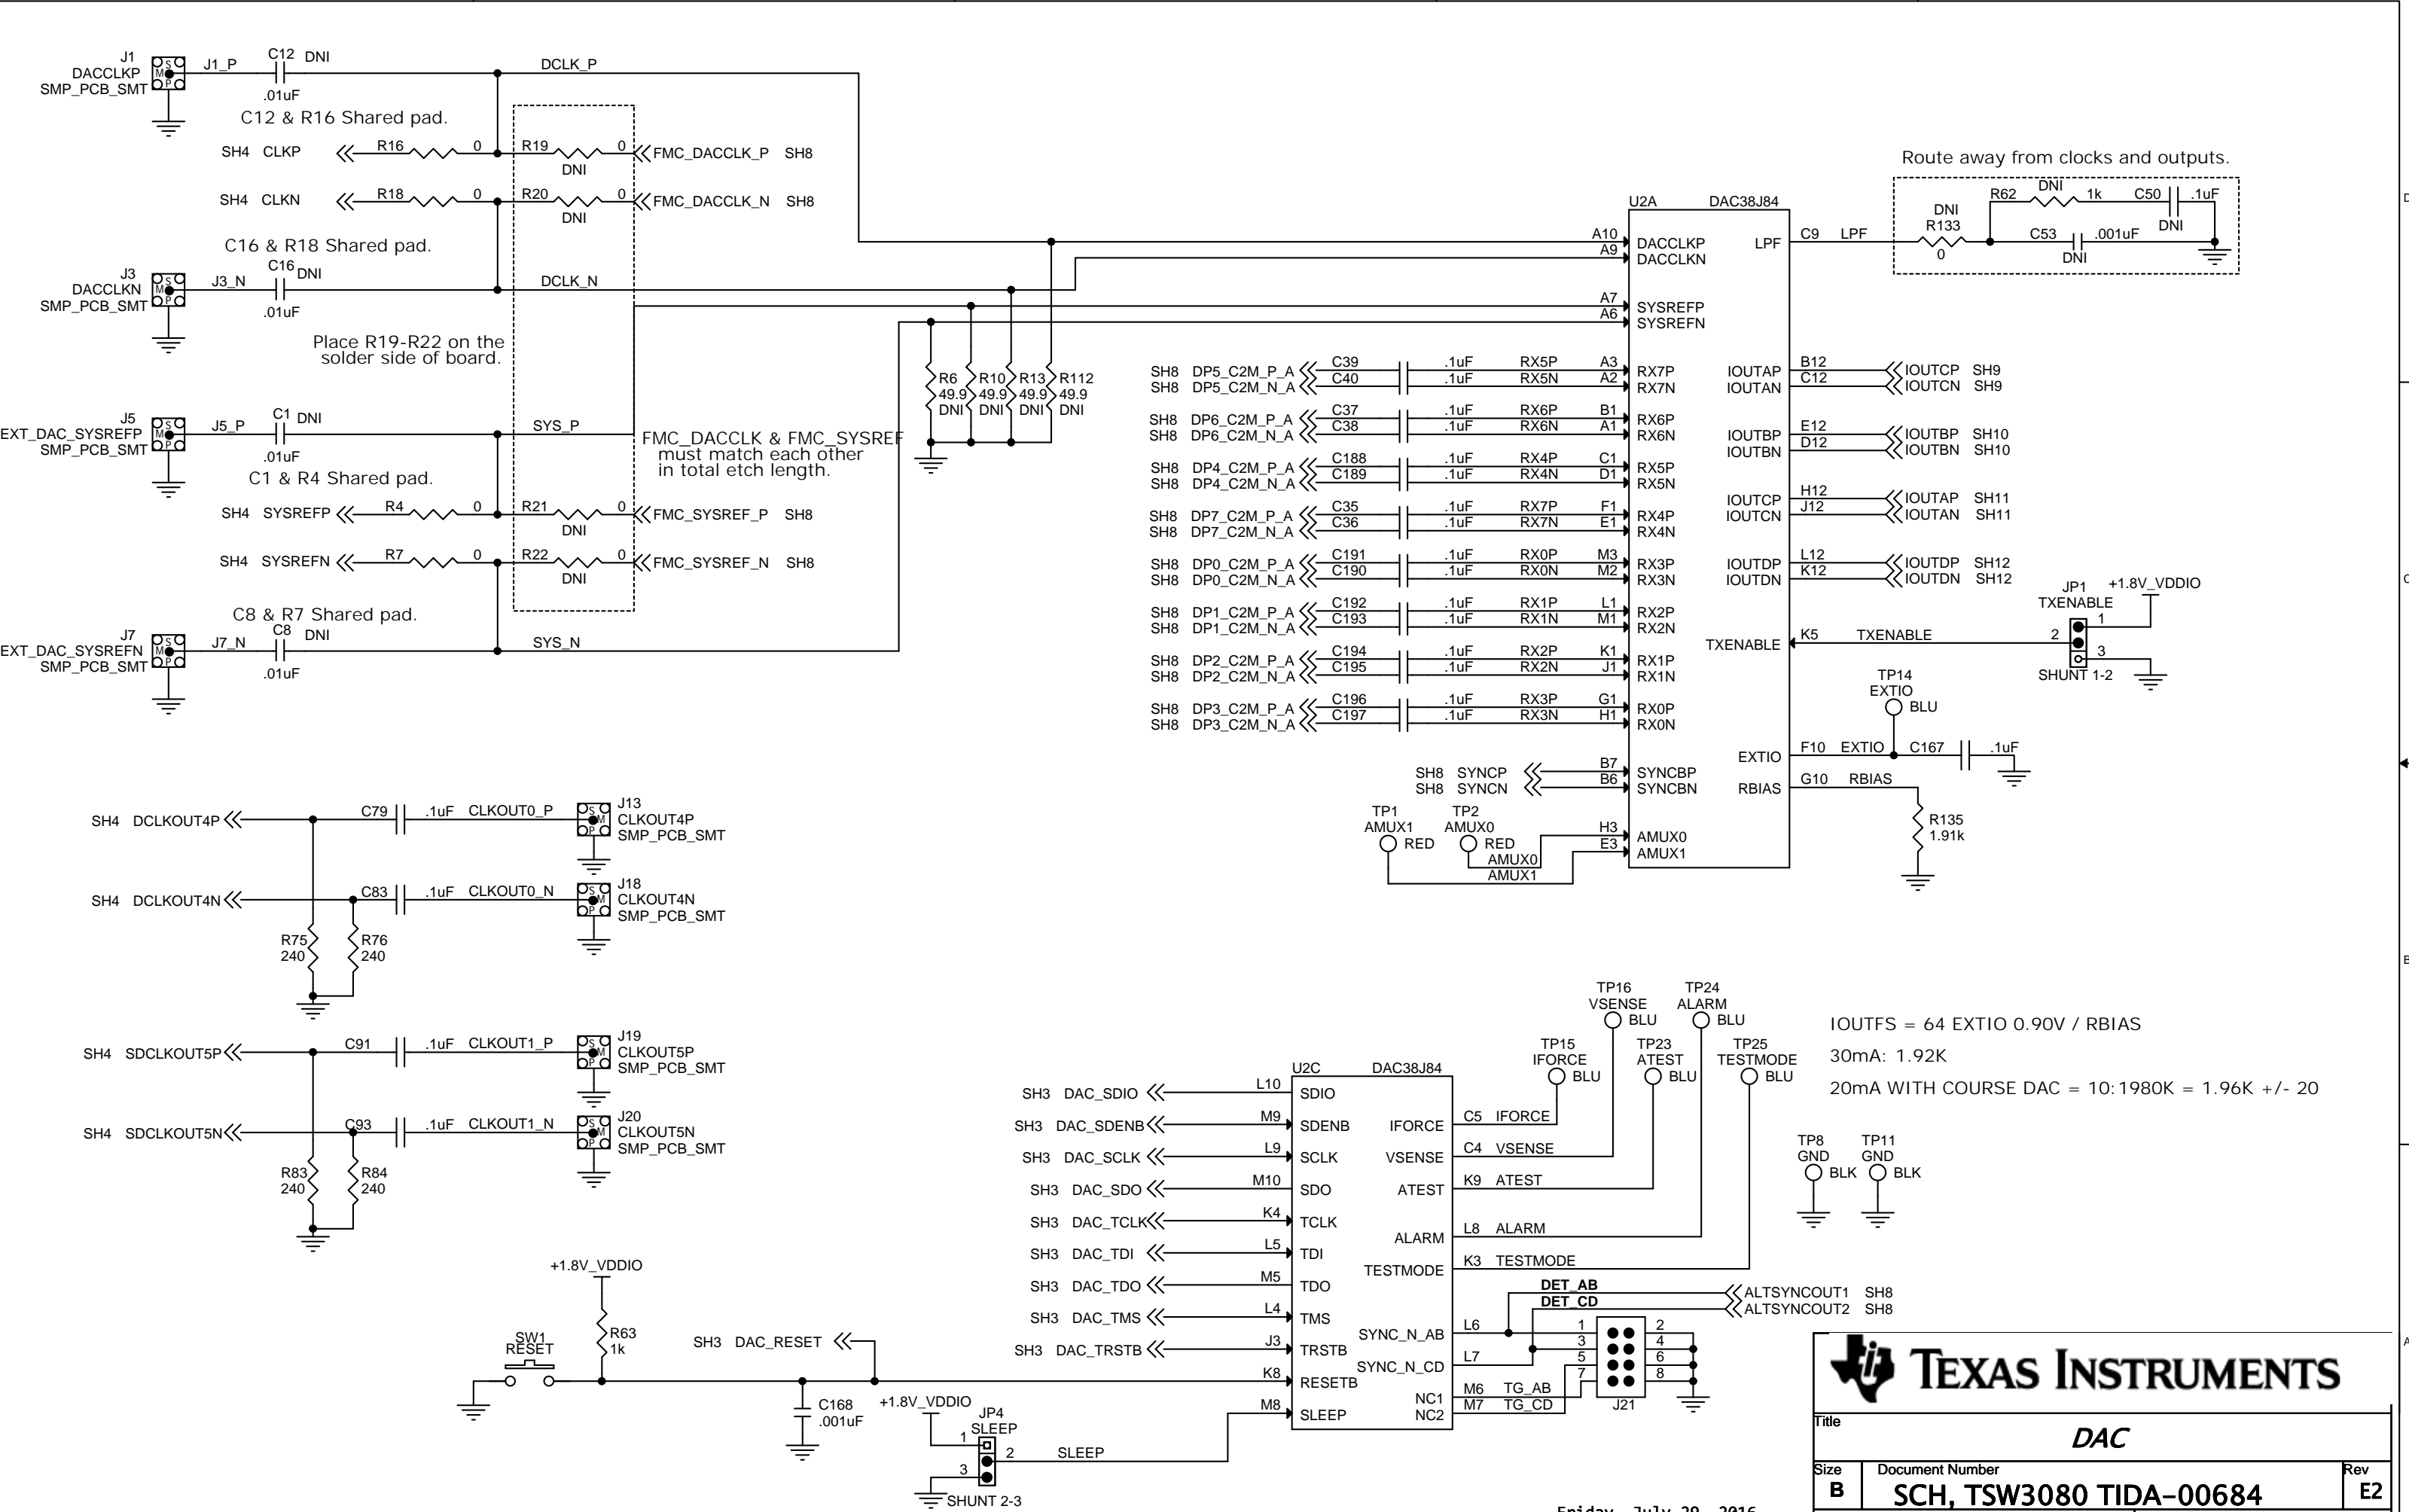 J1
DACCLKP
SMP_PCB_SMT
J1_P
C12 DNI
.01uF
DCLK_P
C12 & R16 Shared pad.
SH4 CLKP R16 0 R19 0 FMC_DACCLK_P SH8
DNI
SH4 CLKN R18 0 R20 0 FMC_DACCLK_N SH8
DNI
C16 & R18 Shared pad.
J3
DACCLKN
SMP_PCB_SMT
J3_N
C16 DNI
.01uF
DCLK_N
Place R19-R22 on the
solder side of board.
J5
EXT_DAC_SYSREFP
SMP_PCB_SMT
J5_P
C1 DNI
.01uF
SYS_P
FMC_DACCLK & FMC_SYSREF
must match each other
in total etch length.
C1 & R4 Shared pad.
SH4 SYSREFP R4 0 R21 0 FMC_SYSREF_P SH8
DNI
SH4 SYSREFN R7 0 R22 0 FMC_SYSREF_N SH8
DNI
C8 & R7 Shared pad.
J7
EXT_DAC_SYSREFN
SMP_PCB_SMT
J7_N
C8 DNI
.01uF
SYS_N
R6 R10 R13 R112
49.9 49.9 49.9 49.9
DNI DNI DNI DNI
U2A DAC38J84
A10 DACCLKP
A9 DACCLKN
A7 SYSREFP
A6 SYSREFN
SH8 DP5_C2M_P_A C39 .1uF RX5P A3 RX7P
SH8 DP5_C2M_N_A C40 .1uF RX5N A2 RX7N
SH8 DP6_C2M_P_A C37 .1uF RX6P B1 RX6P
SH8 DP6_C2M_N_A C38 .1uF RX6N A1 RX6N
SH8 DP4_C2M_P_A C188 .1uF RX4P C1 RX5P
SH8 DP4_C2M_N_A C189 .1uF RX4N D1 RX5N
SH8 DP7_C2M_P_A C35 .1uF RX7P F1 RX4P
SH8 DP7_C2M_N_A C36 .1uF RX7N E1 RX4N
SH8 DP0_C2M_P_A C191 .1uF RX0P M3 RX3P
SH8 DP0_C2M_N_A C190 .1uF RX0N M2 RX3N
SH8 DP1_C2M_P_A C192 .1uF RX1P L1 RX2P
SH8 DP1_C2M_N_A C193 .1uF RX1N M1 RX2N
SH8 DP2_C2M_P_A C194 .1uF RX2P K1 RX1P
SH8 DP2_C2M_N_A C195 .1uF RX2N J1 RX1N
SH8 DP3_C2M_P_A C196 .1uF RX3P G1 RX0P
SH8 DP3_C2M_N_A C197 .1uF RX3N H1 RX0N
SH8 SYNCP B7 SYNCBP
SH8 SYNCN B6 SYNCBN
TP1
AMUX1
RED
TP2
AMUX0
RED
AMUX0 H3 AMUX0
AMUX1 E3 AMUX1
Route away from clocks and outputs.
LPF C9 LPF
DNI
R133
0
R62 DNI 1k C50 .1uF
DNI
C53 .001uF
DNI
IOUTAP B12 IOUTCP SH9
IOUTAN C12 IOUTCN SH9
IOUTBP E12 IOUTBP SH10
IOUTBN D12 IOUTBN SH10
IOUTCP H12 IOUTAP SH11
IOUTCN J12 IOUTAN SH11
IOUTDP L12 IOUTDP SH12
IOUTDN K12 IOUTDN SH12
JP1
TXENABLE
+1.8V_VDDIO
TXENABLE K5 TXENABLE
1
2
3
SHUNT 1-2
TP14
EXTIO
BLU
EXTIO F10 EXTIO C167 .1uF
RBIAS G10 RBIAS
R135
1.91k
SH4 DCLKOUT4P C79 .1uF CLKOUT0_P
J13
CLKOUT4P
SMP_PCB_SMT
SH4 DCLKOUT4N C83 .1uF CLKOUT0_N
J18
CLKOUT4N
SMP_PCB_SMT
R75 R76
240 240
SH4 SDCLKOUT5P C91 .1uF CLKOUT1_P
J19
CLKOUT5P
SMP_PCB_SMT
SH4 SDCLKOUT5N C93 .1uF CLKOUT1_N
J20
CLKOUT5N
SMP_PCB_SMT
R83 R84
240 240
+1.8V_VDDIO
R63
1k
SW1
RESET
SH3 DAC_RESET
C168
.001uF
+1.8V_VDDIO
JP4
SLEEP
1
2
3
SLEEP
SHUNT 2-3
U2C DAC38J84
SH3 DAC_SDIO L10 SDIO
SH3 DAC_SDENB M9 SDENB
SH3 DAC_SCLK L9 SCLK
SH3 DAC_SDO M10 SDO
SH3 DAC_TCLK K4 TCLK
SH3 DAC_TDI L5 TDI
SH3 DAC_TDO M5 TDO
SH3 DAC_TMS L4 TMS
SH3 DAC_TRSTB J3 TRSTB
K8 RESETB
M8 SLEEP
TP16
VSENSE
BLU
TP24
ALARM
BLU
TP15
IFORCE
BLU
TP23
ATEST
BLU
TP25
TESTMODE
BLU
IFORCE C5 IFORCE
VSENSE C4 VSENSE
ATEST K9 ATEST
ALARM L8 ALARM
TESTMODE K3 TESTMODE
DET_AB ALTSYNCOUT1 SH8
DET_CD ALTSYNCOUT2 SH8
SYNC_N_AB L6
SYNC_N_CD L7
NC1 M6 TG_AB
NC2 M7 TG_CD
1 2
3 4
5 6
7 8
J21
IOUTFS = 64 EXTIO 0.90V / RBIAS
30mA: 1.92K
20mA WITH COURSE DAC = 10:1980K = 1.96K +/- 20
TP8
GND
BLK
TP11
GND
BLK
TEXAS INSTRUMENTS
Title
DAC
Size
B
Document Number
SCH, TSW3080 TIDA-00684
Rev
E2